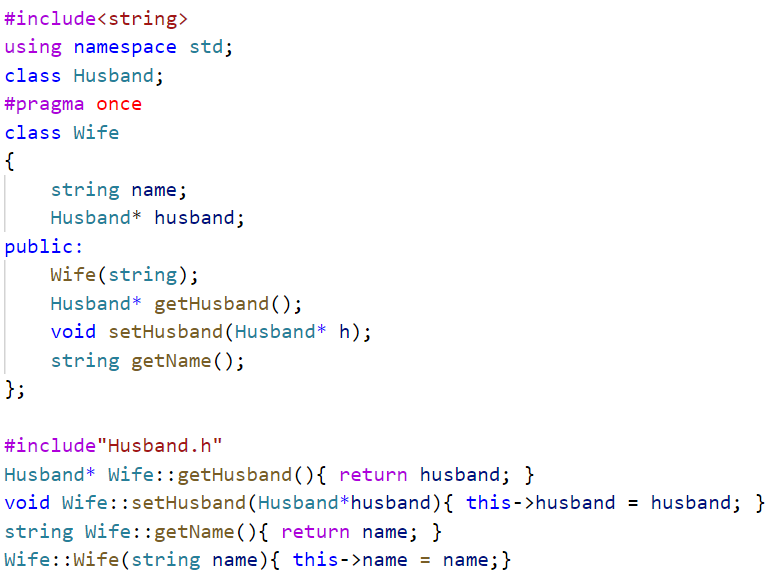 #include<string>
using namespace std;
class Husband;
#pragma once
class Wife
{
    string name;
    Husband* husband;
public:
    Wife(string);
    Husband* getHusband();
    void setHusband(Husband* h);
    string getName();
};

#include"Husband.h"
Husband* Wife::getHusband(){ return husband; }
void Wife::setHusband(Husband*husband){ this->husband = husband; }
string Wife::getName(){ return name; }
Wife::Wife(string name){ this->name = name;}